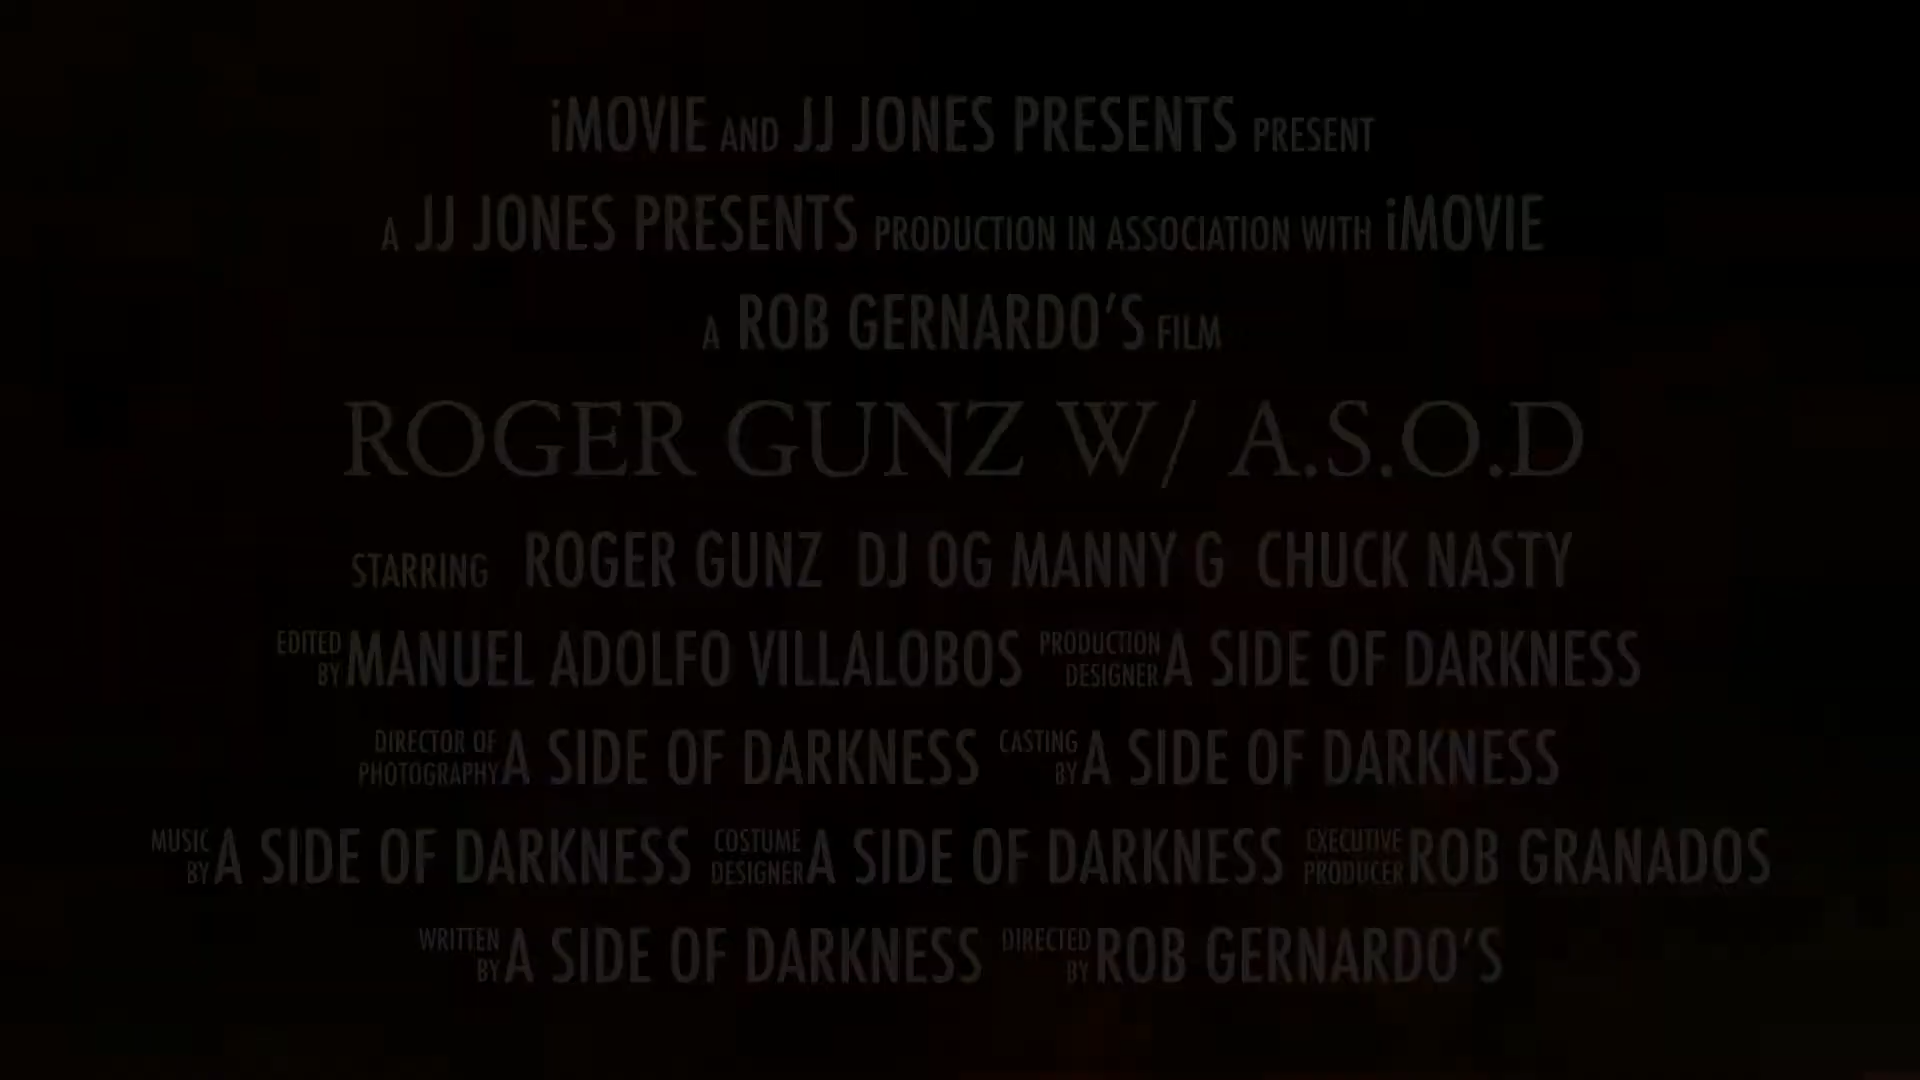 iMOVIE AND JJ JONES PRESENTS PRESENT
A JJ JONES PRESENTS PRODUCTION IN ASSOCIATION WITH iMOVIE
A ROB GERNARDO'S FILM
ROGER GUNZ W/ A.S.O.D
STARRING ROGER GUNZ DJ OG MANNY G CHUCK NASTY
EDITED BY MANUEL ADOLFO VILLALOBOS PRODUCTION DESIGNER A SIDE OF DARKNESS
DIRECTOR OF PHOTOGRAPHY A SIDE OF DARKNESS CASTING BY A SIDE OF DARKNESS
MUSIC BY A SIDE OF DARKNESS COSTUME DESIGNER A SIDE OF DARKNESS EXECUTIVE PRODUCER ROB GRANADOS
WRITTEN BY A SIDE OF DARKNESS DIRECTED BY ROB GERNARDO'S